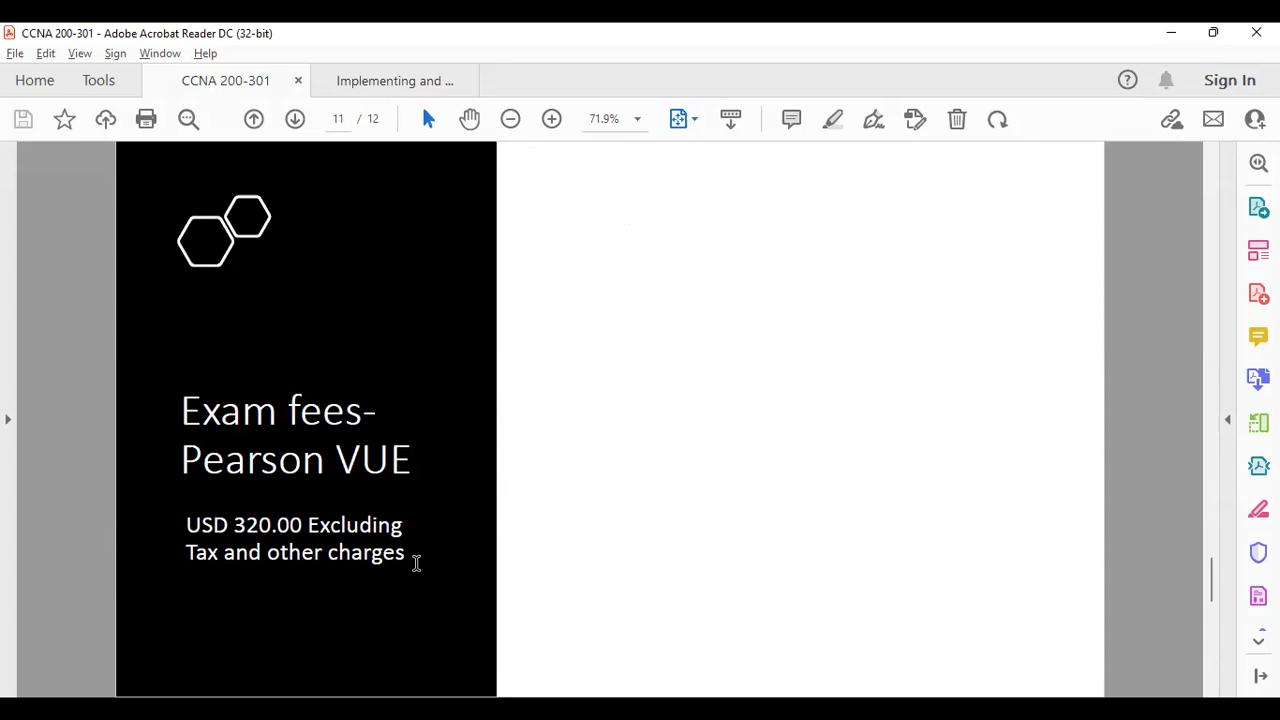 CCNA 200-301 - Adobe Acrobat Reader DC (32-bit)
File Edit View Sign Window Help
Home Tools CCNA 200-301 × Implementing and ... Sign In
11 / 12 71.9%
Exam fees-
Pearson VUE
USD 320.00 Excluding
Tax and other charges